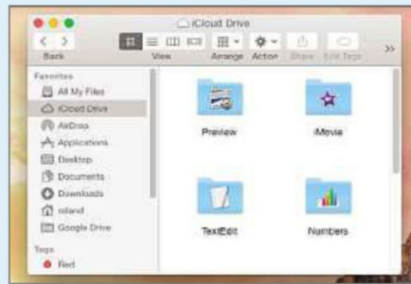 iCloud Drive
Back View Arrange Action Share Edit Tags
Favorites
All My Files
iCloud Drive
AirDrop
Applications
Desktop
Documents
Downloads
roland
Google Drive
Tags
Red
Preview
iMovie
TextEdit
Numbers